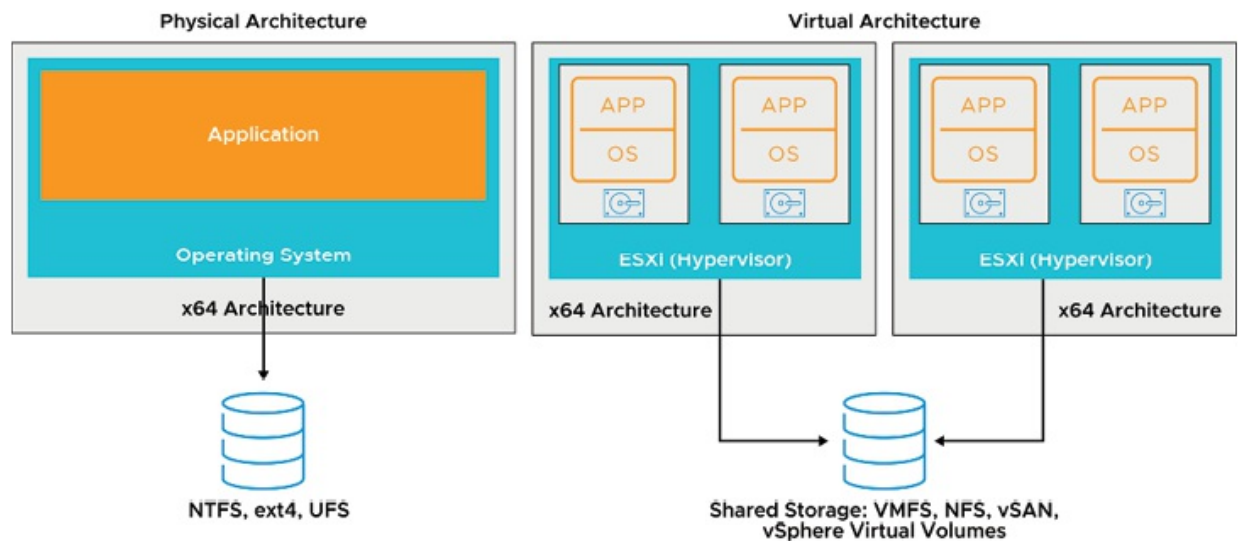 Physical Architecture
Application
Operating System
x64 Architecture
NTFS, ext4, UFS
Virtual Architecture
APP
OS
APP
OS
ESXi (Hypervisor)
x64 Architecture
APP
OS
APP
OS
ESXi (Hypervisor)
x64 Architecture
Shared Storage: VMFS, NFS, vSAN,
vSphere Virtual Volumes